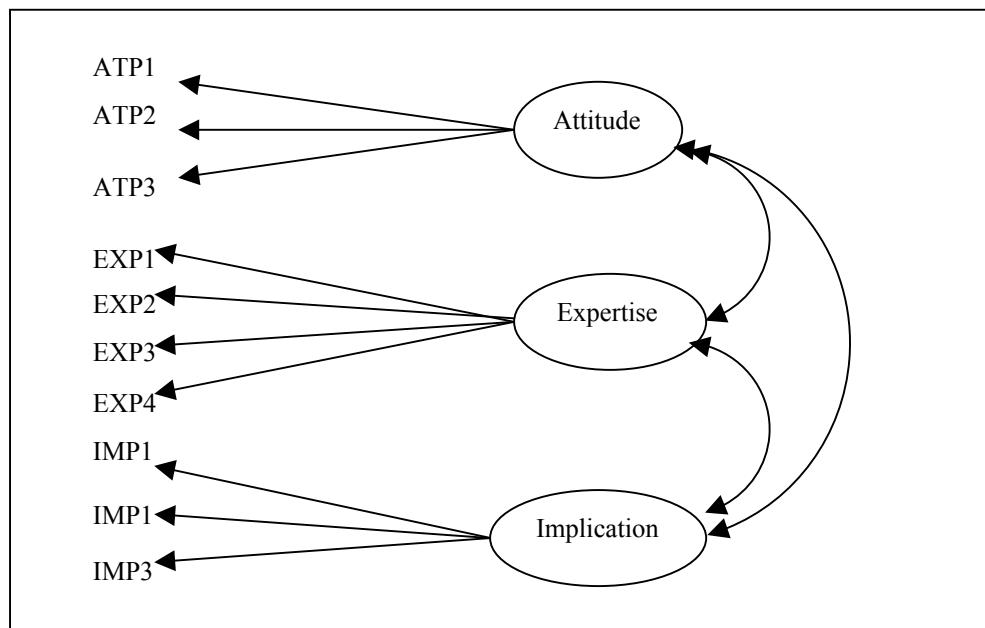 ATP1
ATP2
ATP3
Attitude
EXP1
EXP2
EXP3
EXP4
Expertise
IMP1
IMP1
IMP3
Implication